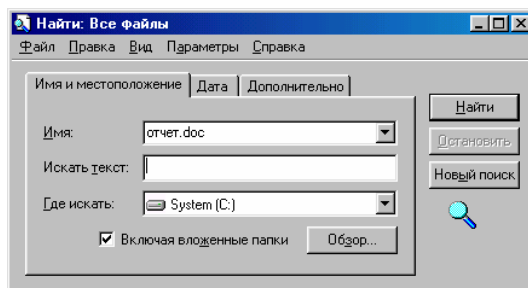 Найти: Все файлы
Файл Правка Вид Параметры Справка
Имя и местоположение Дата Дополнительно
Имя: отчет.doc
Искать текст:
Где искать: System (C:)
Включая вложенные папки Обзор...
Найти
Остановить
Новый поиск